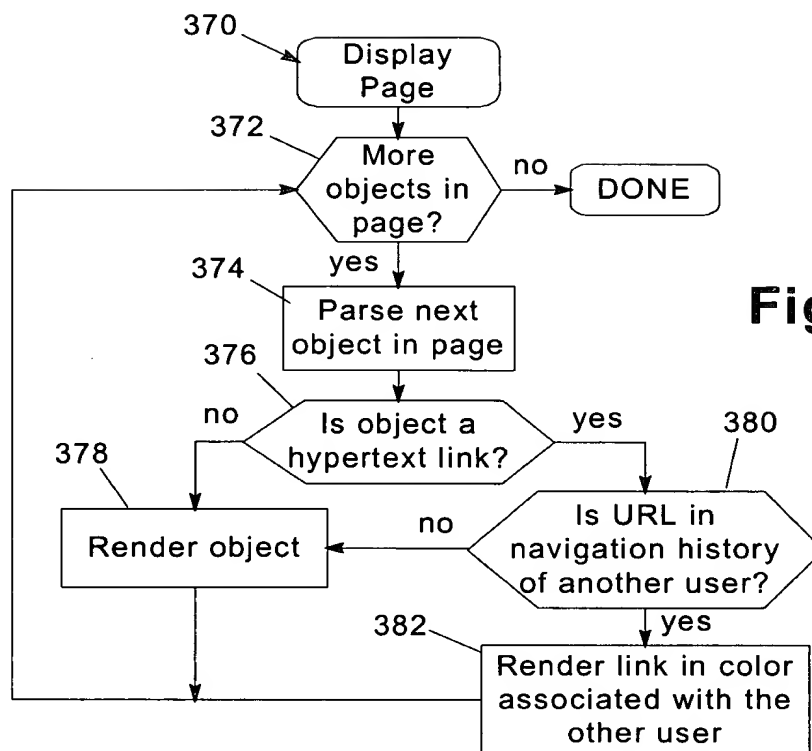 370
Display
Page
372
More
objects in
page?
no
DONE
yes
374
Parse next
object in page
Fig
376
no
Is object a
hypertext link?
yes
380
378
Render object
no
Is URL in
navigation history
of another user?
yes
382
Render link in color
associated with the
other user